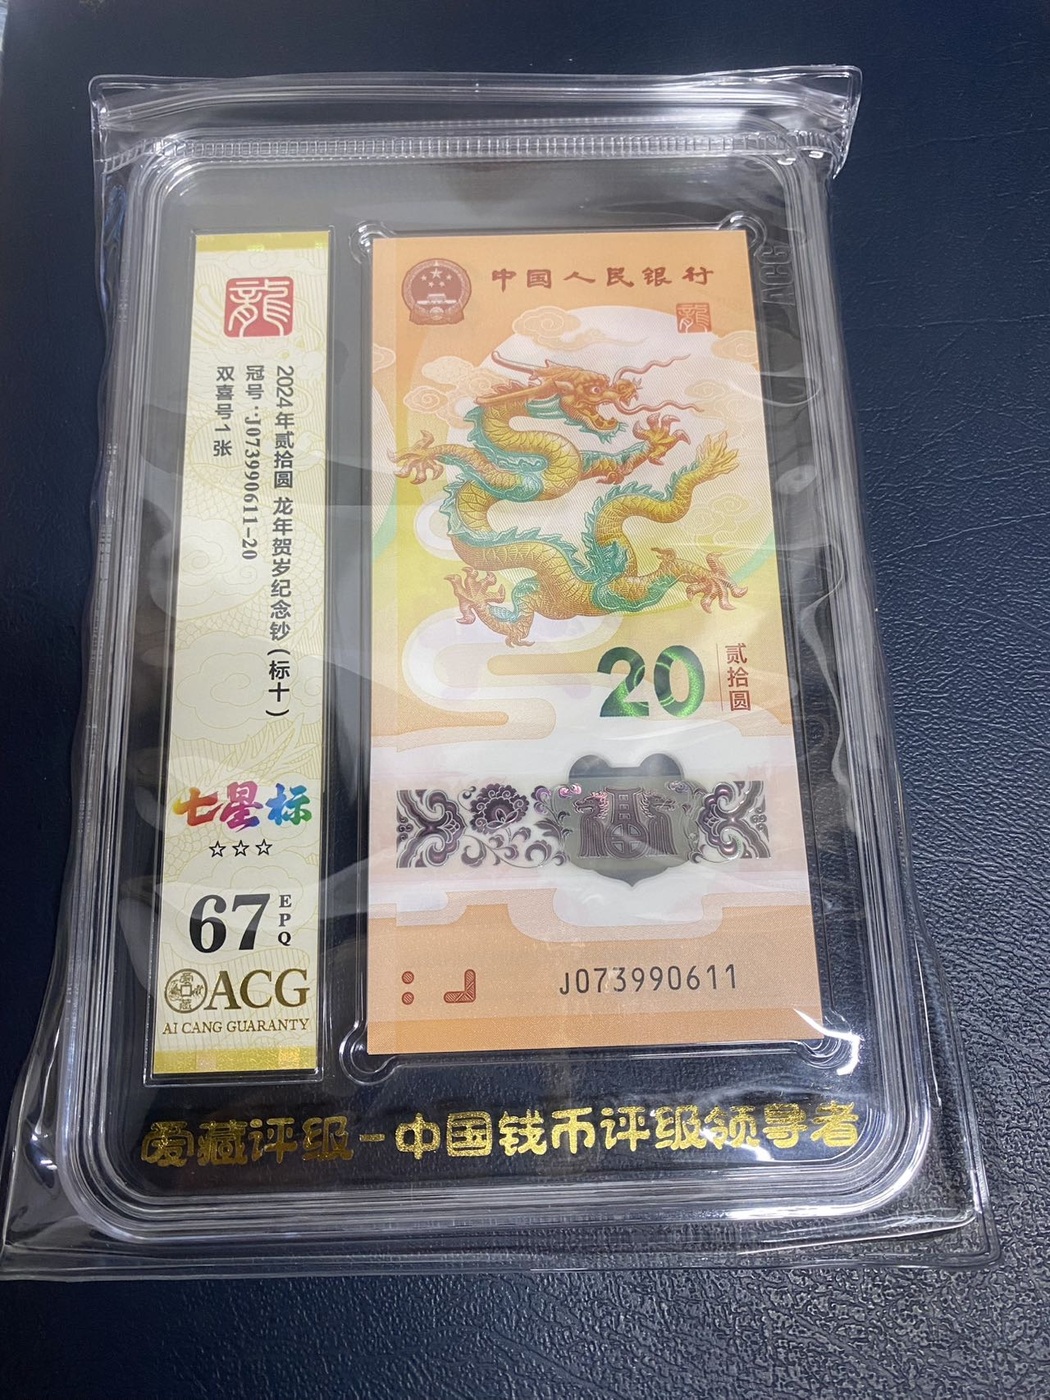 龍
2024年贰拾圆 龙年贺岁纪念钞(标十)
冠号:J073990611-20
双喜号1张
七星标
☆☆☆
67
EPQ
ACG
AI CANG GUARANTY
中国人民银行
龍
20
贰拾圆
J073990611
爱藏评级-中国钱币评级领导者